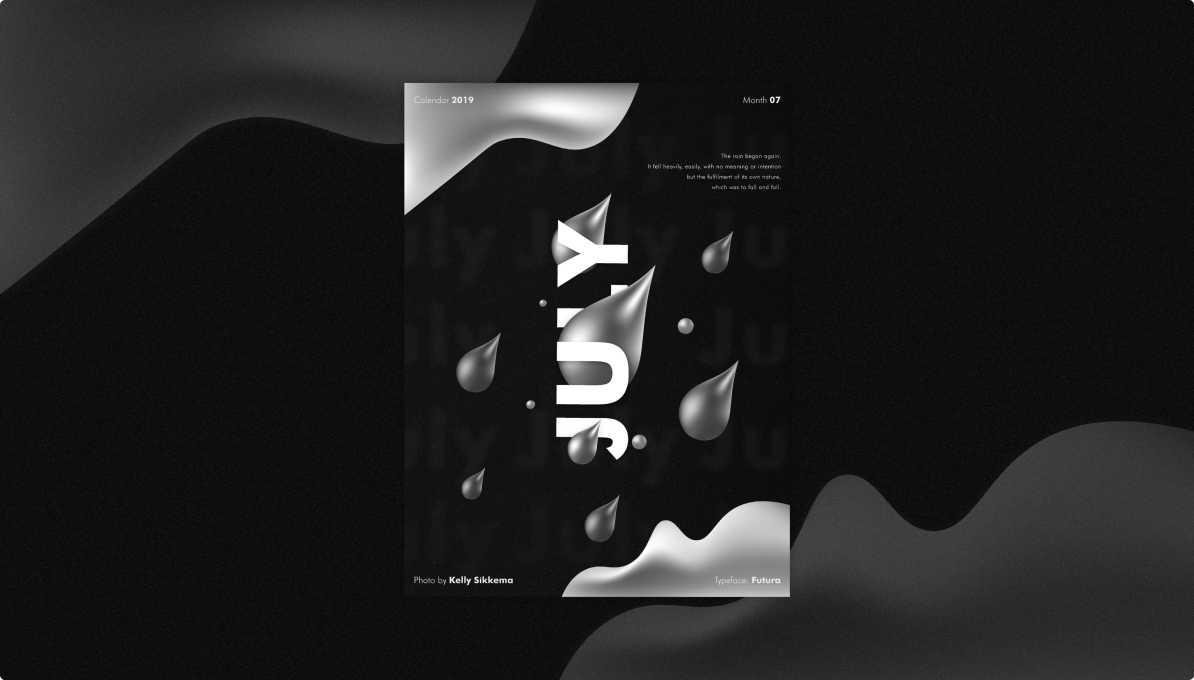 Calendar 2019
Month 07
The rain began again.
It fell heavily, easily, with no meaning or intention
but the fulfilment of its own nature,
which was to fall and fall.
JULY
Photo by Kelly Sikkema
Typeface: Futura